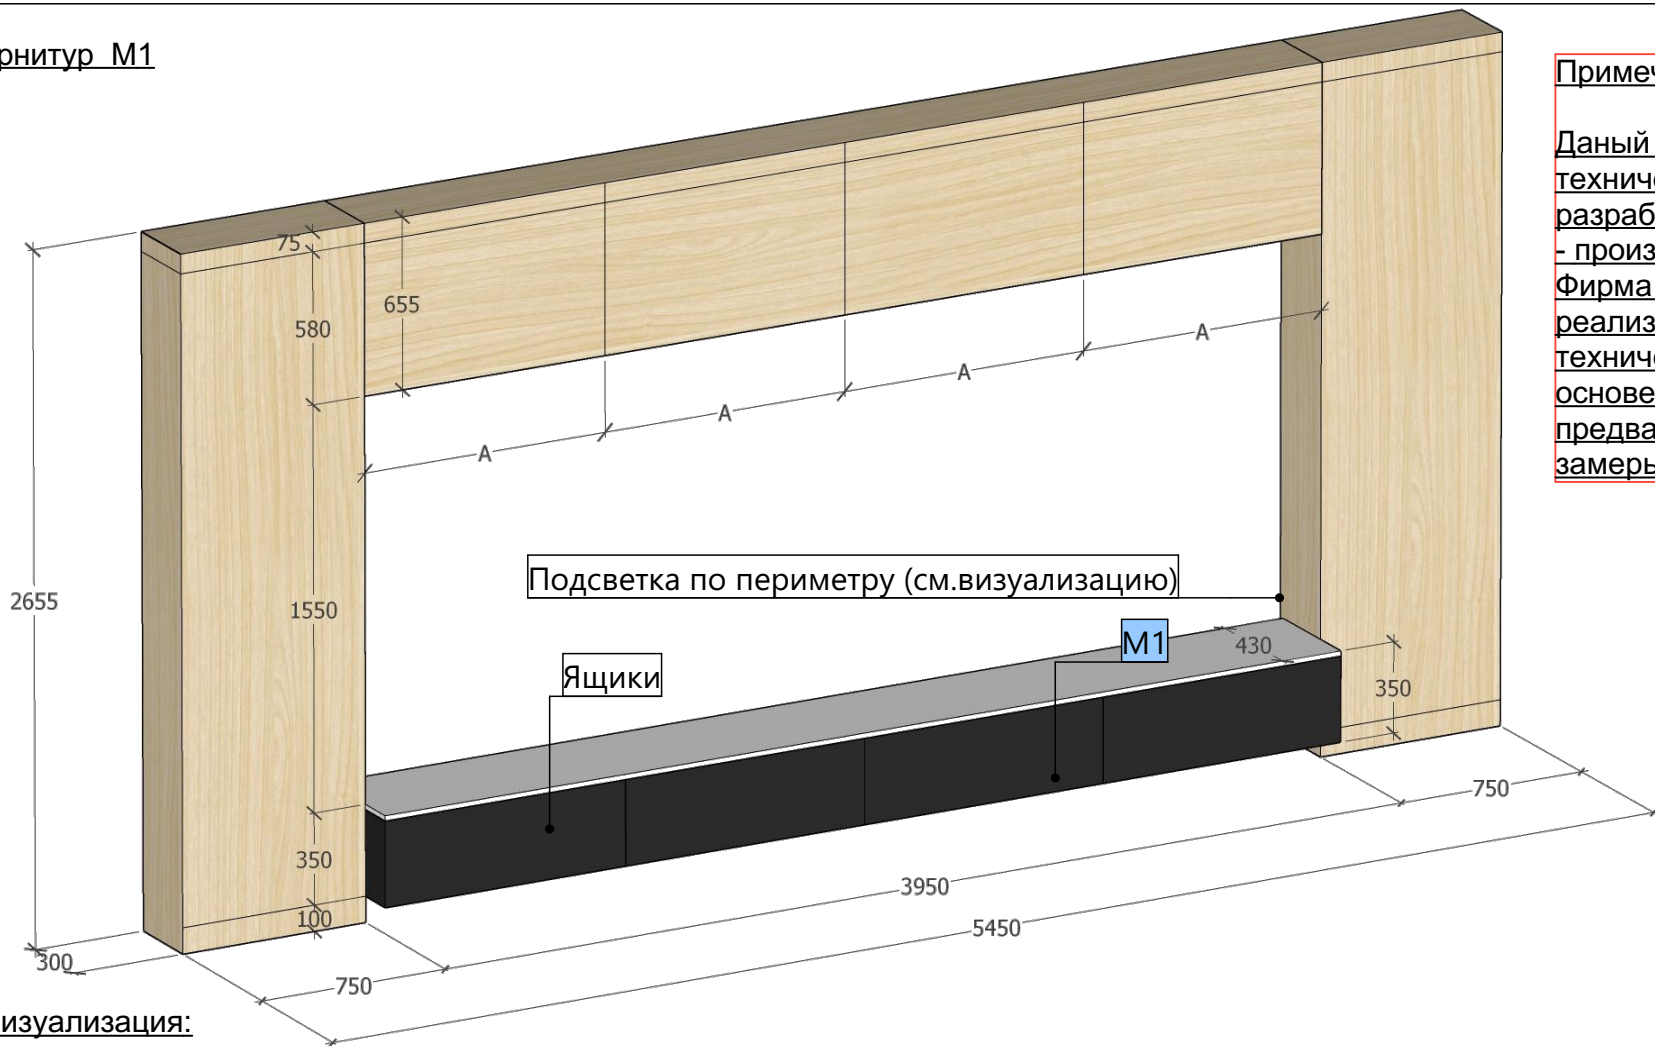 рнитур М1
Примеч
Даный
техниче
разраб
- произ
Фирма
реализ
техниче
основе
предва
замеры
75
655
580
A
A
A
A
2655
1550
Подсветка по периметру (см.визуализацию)
М1
430
Ящики
350
350
100
750
3950
5450
300
750
изуализация: